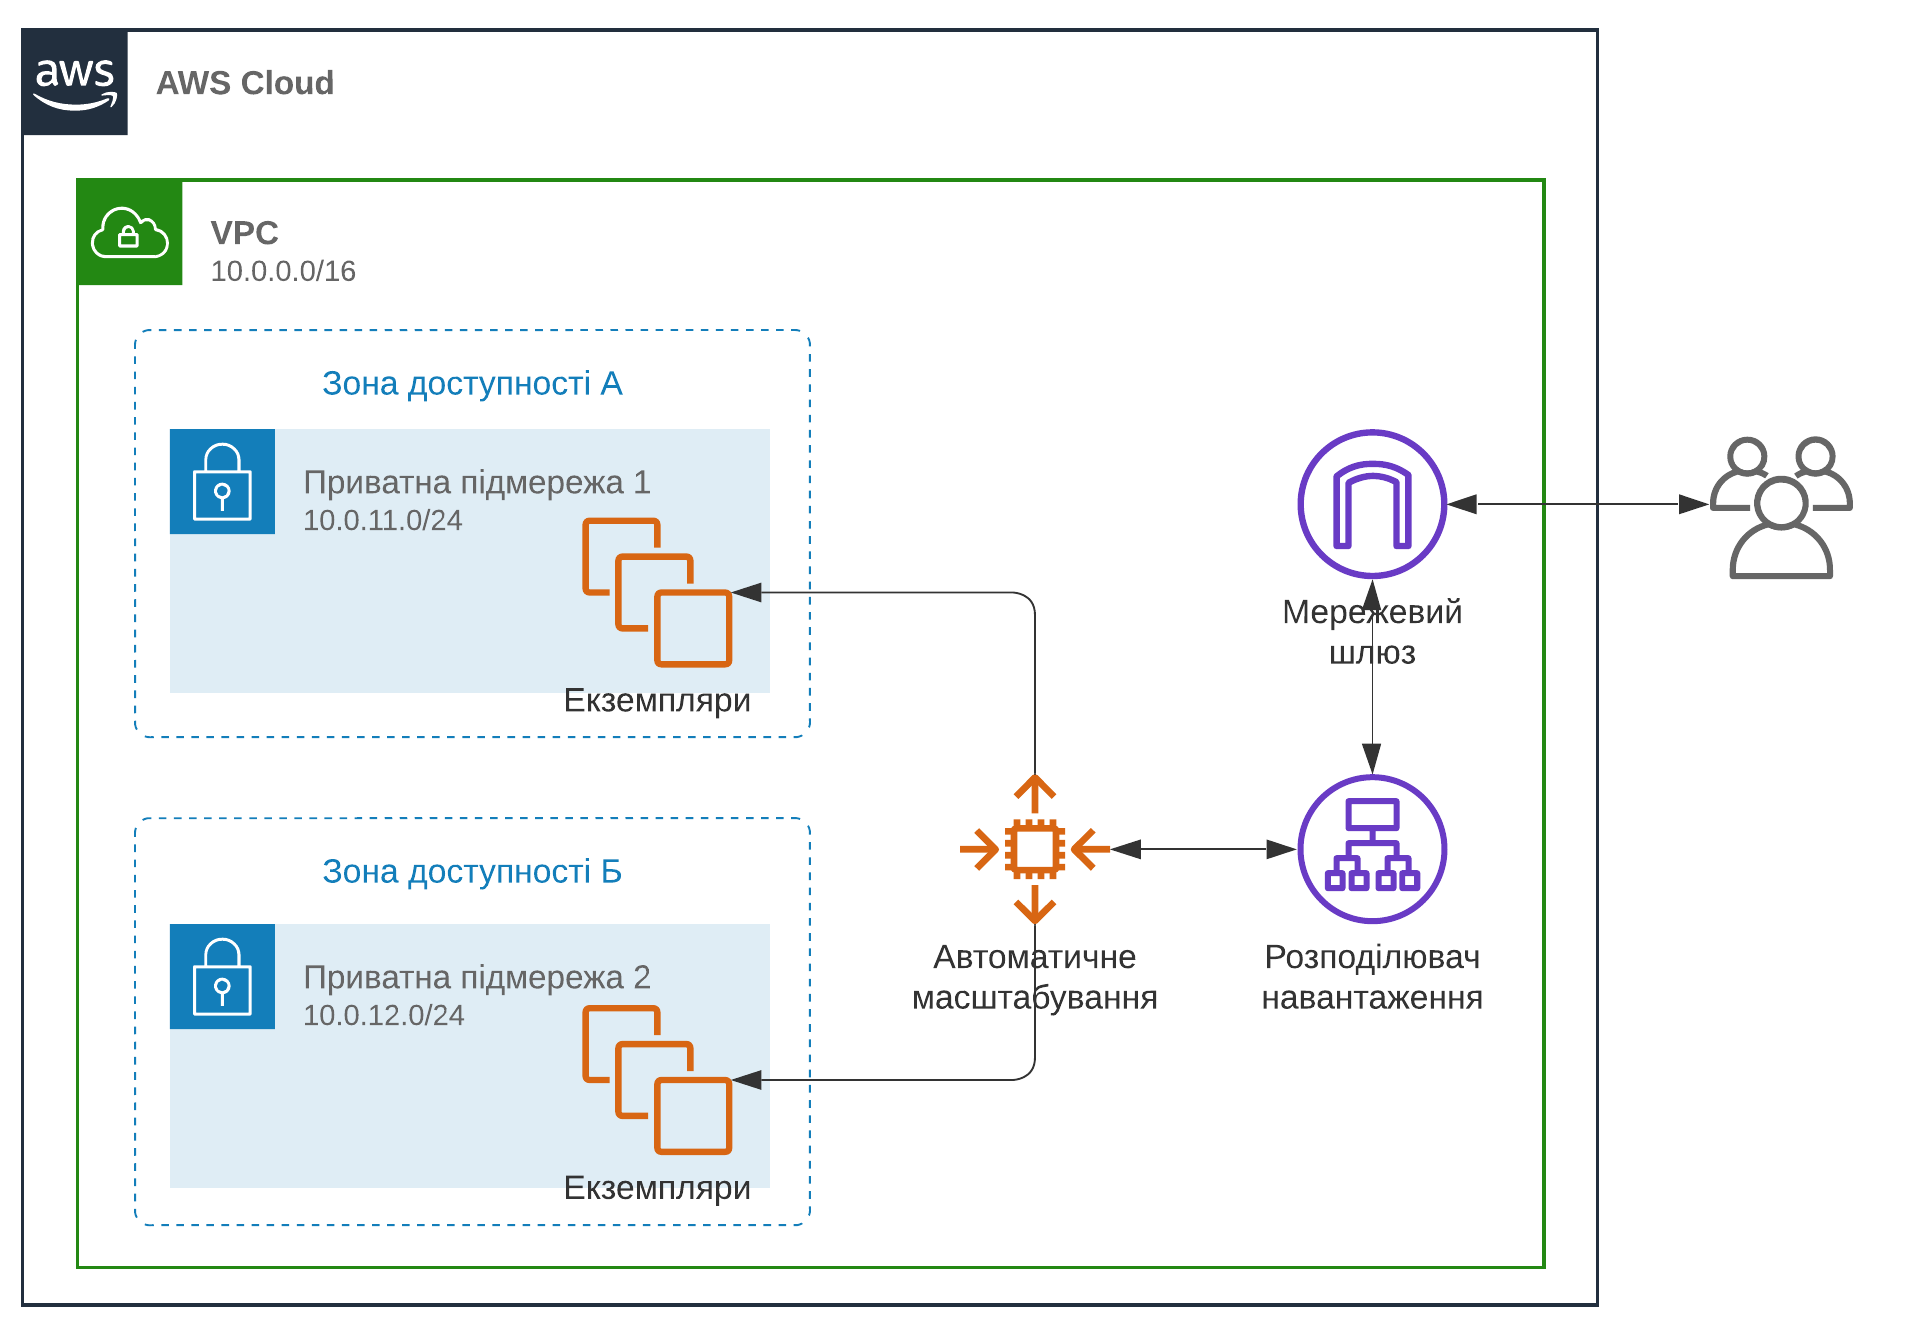 aws
AWS Cloud
VPC
10.0.0.0/16
Зона доступності А
Приватна підмережа 1
10.0.11.0/24
Екземпляри
Зона доступності Б
Приватна підмережа 2
10.0.12.0/24
Екземпляри
Автоматичне
масштабування
Мережевий
шлюз
Розподілювач
навантаження